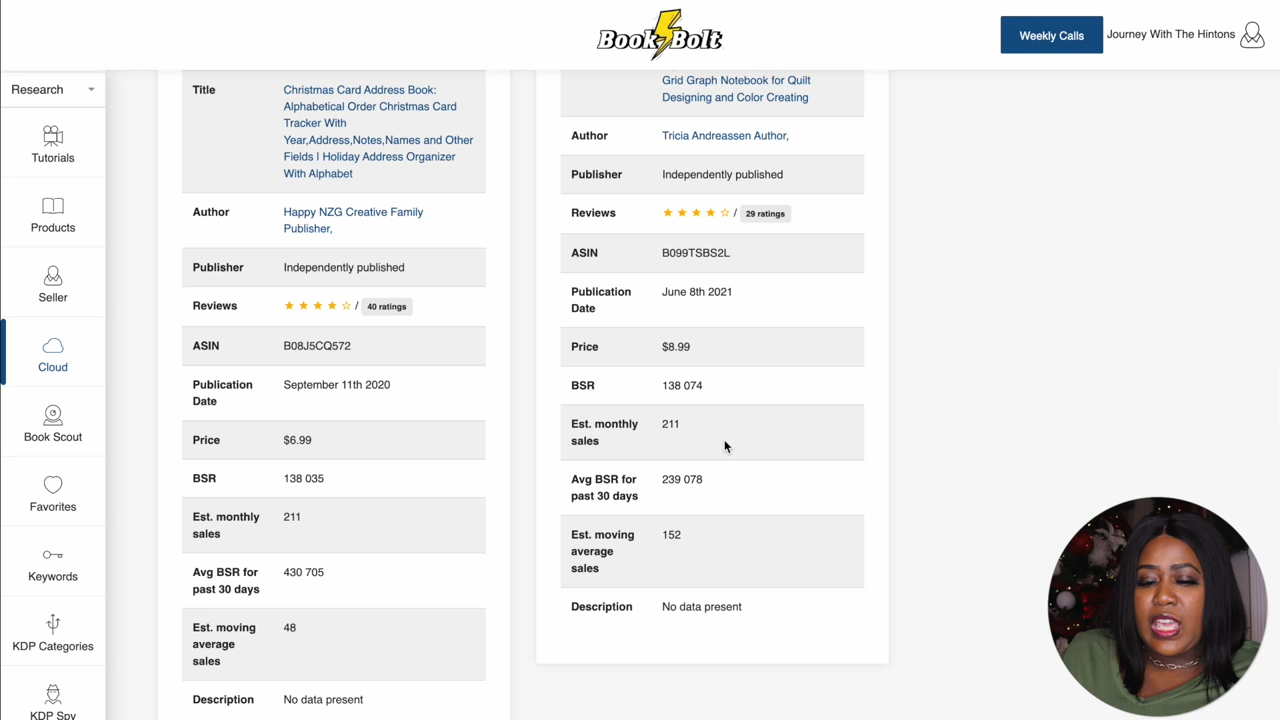 Book Bolt
Weekly Calls
Journey With The Hintons
Research
Tutorials
Products
Seller
Cloud
Book Scout
Favorites
Keywords
KDP Categories
KDP Spy
Title
Christmas Card Address Book:
Alphabetical Order Christmas Card
Tracker With
Year,Address,Notes,Names and Other
Fields | Holiday Address Organizer
With Alphabet
Author
Happy NZG Creative Family
Publisher,
Publisher
Independently published
Reviews
/ 40 ratings
ASIN
B08J5CQ572
Publication
Date
September 11th 2020
Price
$6.99
BSR
138 035
Est. monthly
sales
211
Avg BSR for
past 30 days
430 705
Est. moving
average
sales
48
Description
No data present
Grid Graph Notebook for Quilt
Designing and Color Creating
Author
Tricia Andreassen Author,
Publisher
Independently published
Reviews
/ 29 ratings
ASIN
B099TSBS2L
Publication
Date
June 8th 2021
Price
$8.99
BSR
138 074
Est. monthly
sales
211
Avg BSR for
past 30 days
239 078
Est. moving
average
sales
152
Description
No data present